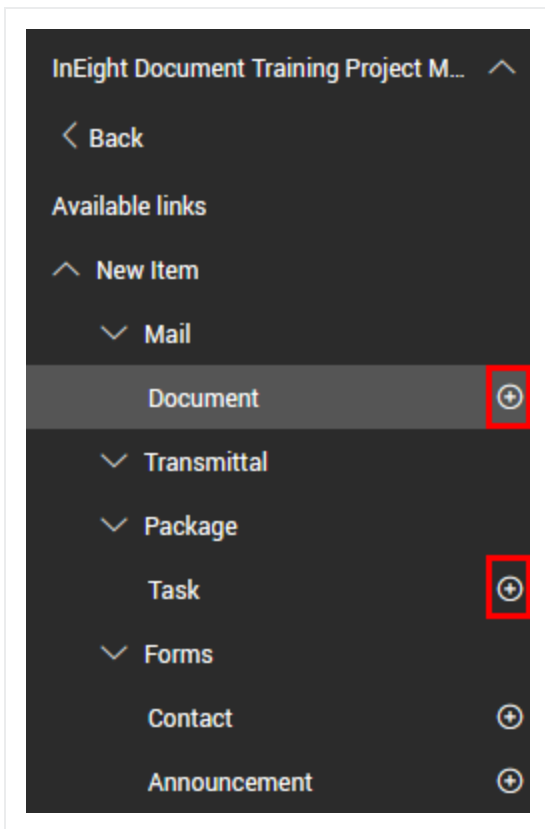 InEight Document Training Project M...
Back
Available links
New Item
Mail
Document
Transmittal
Package
Task
Forms
Contact
Announcement